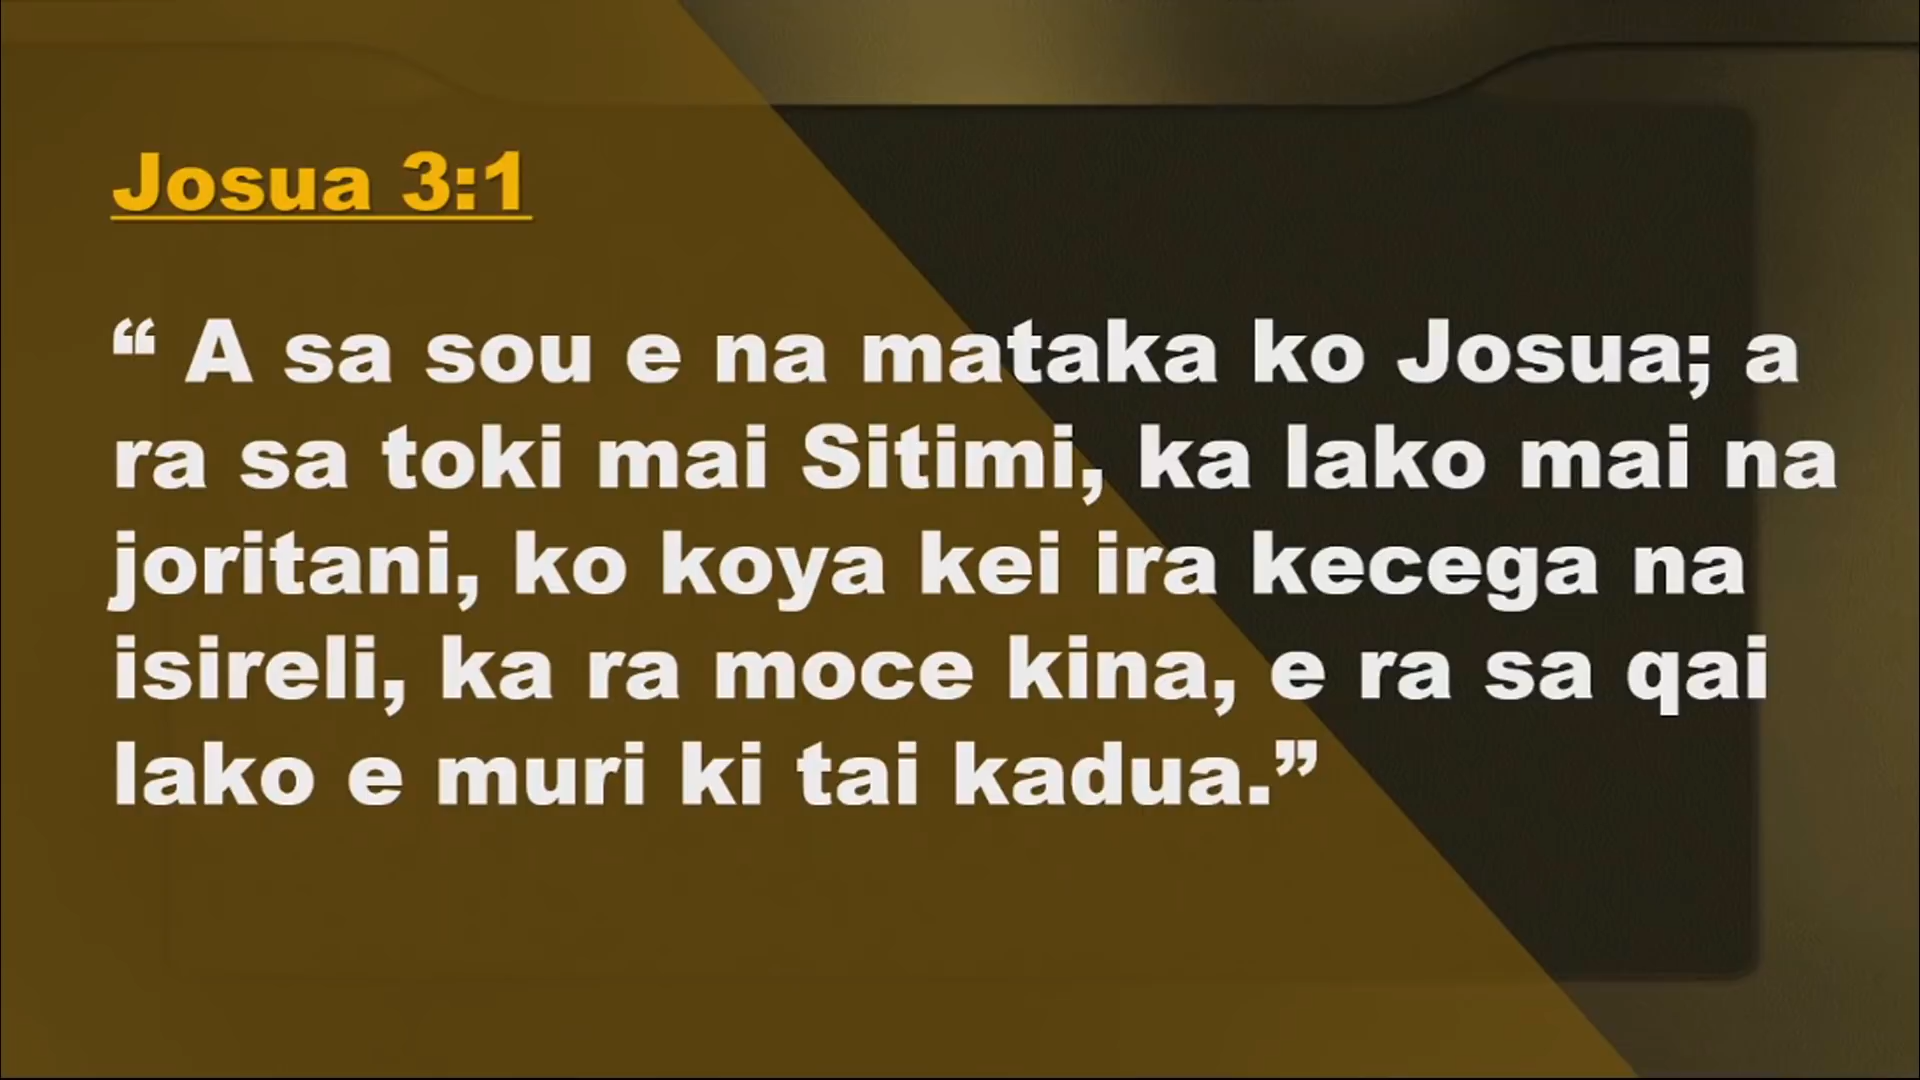 Josua 3:1
“ A sa sou e na mataka ko Josua; a
ra sa toki mai Sitimi, ka lako mai na
joritani, ko koya kei ira kecega na
isireli, ka ra moce kina, e ra sa qai
lako e muri ki tai kadua.”